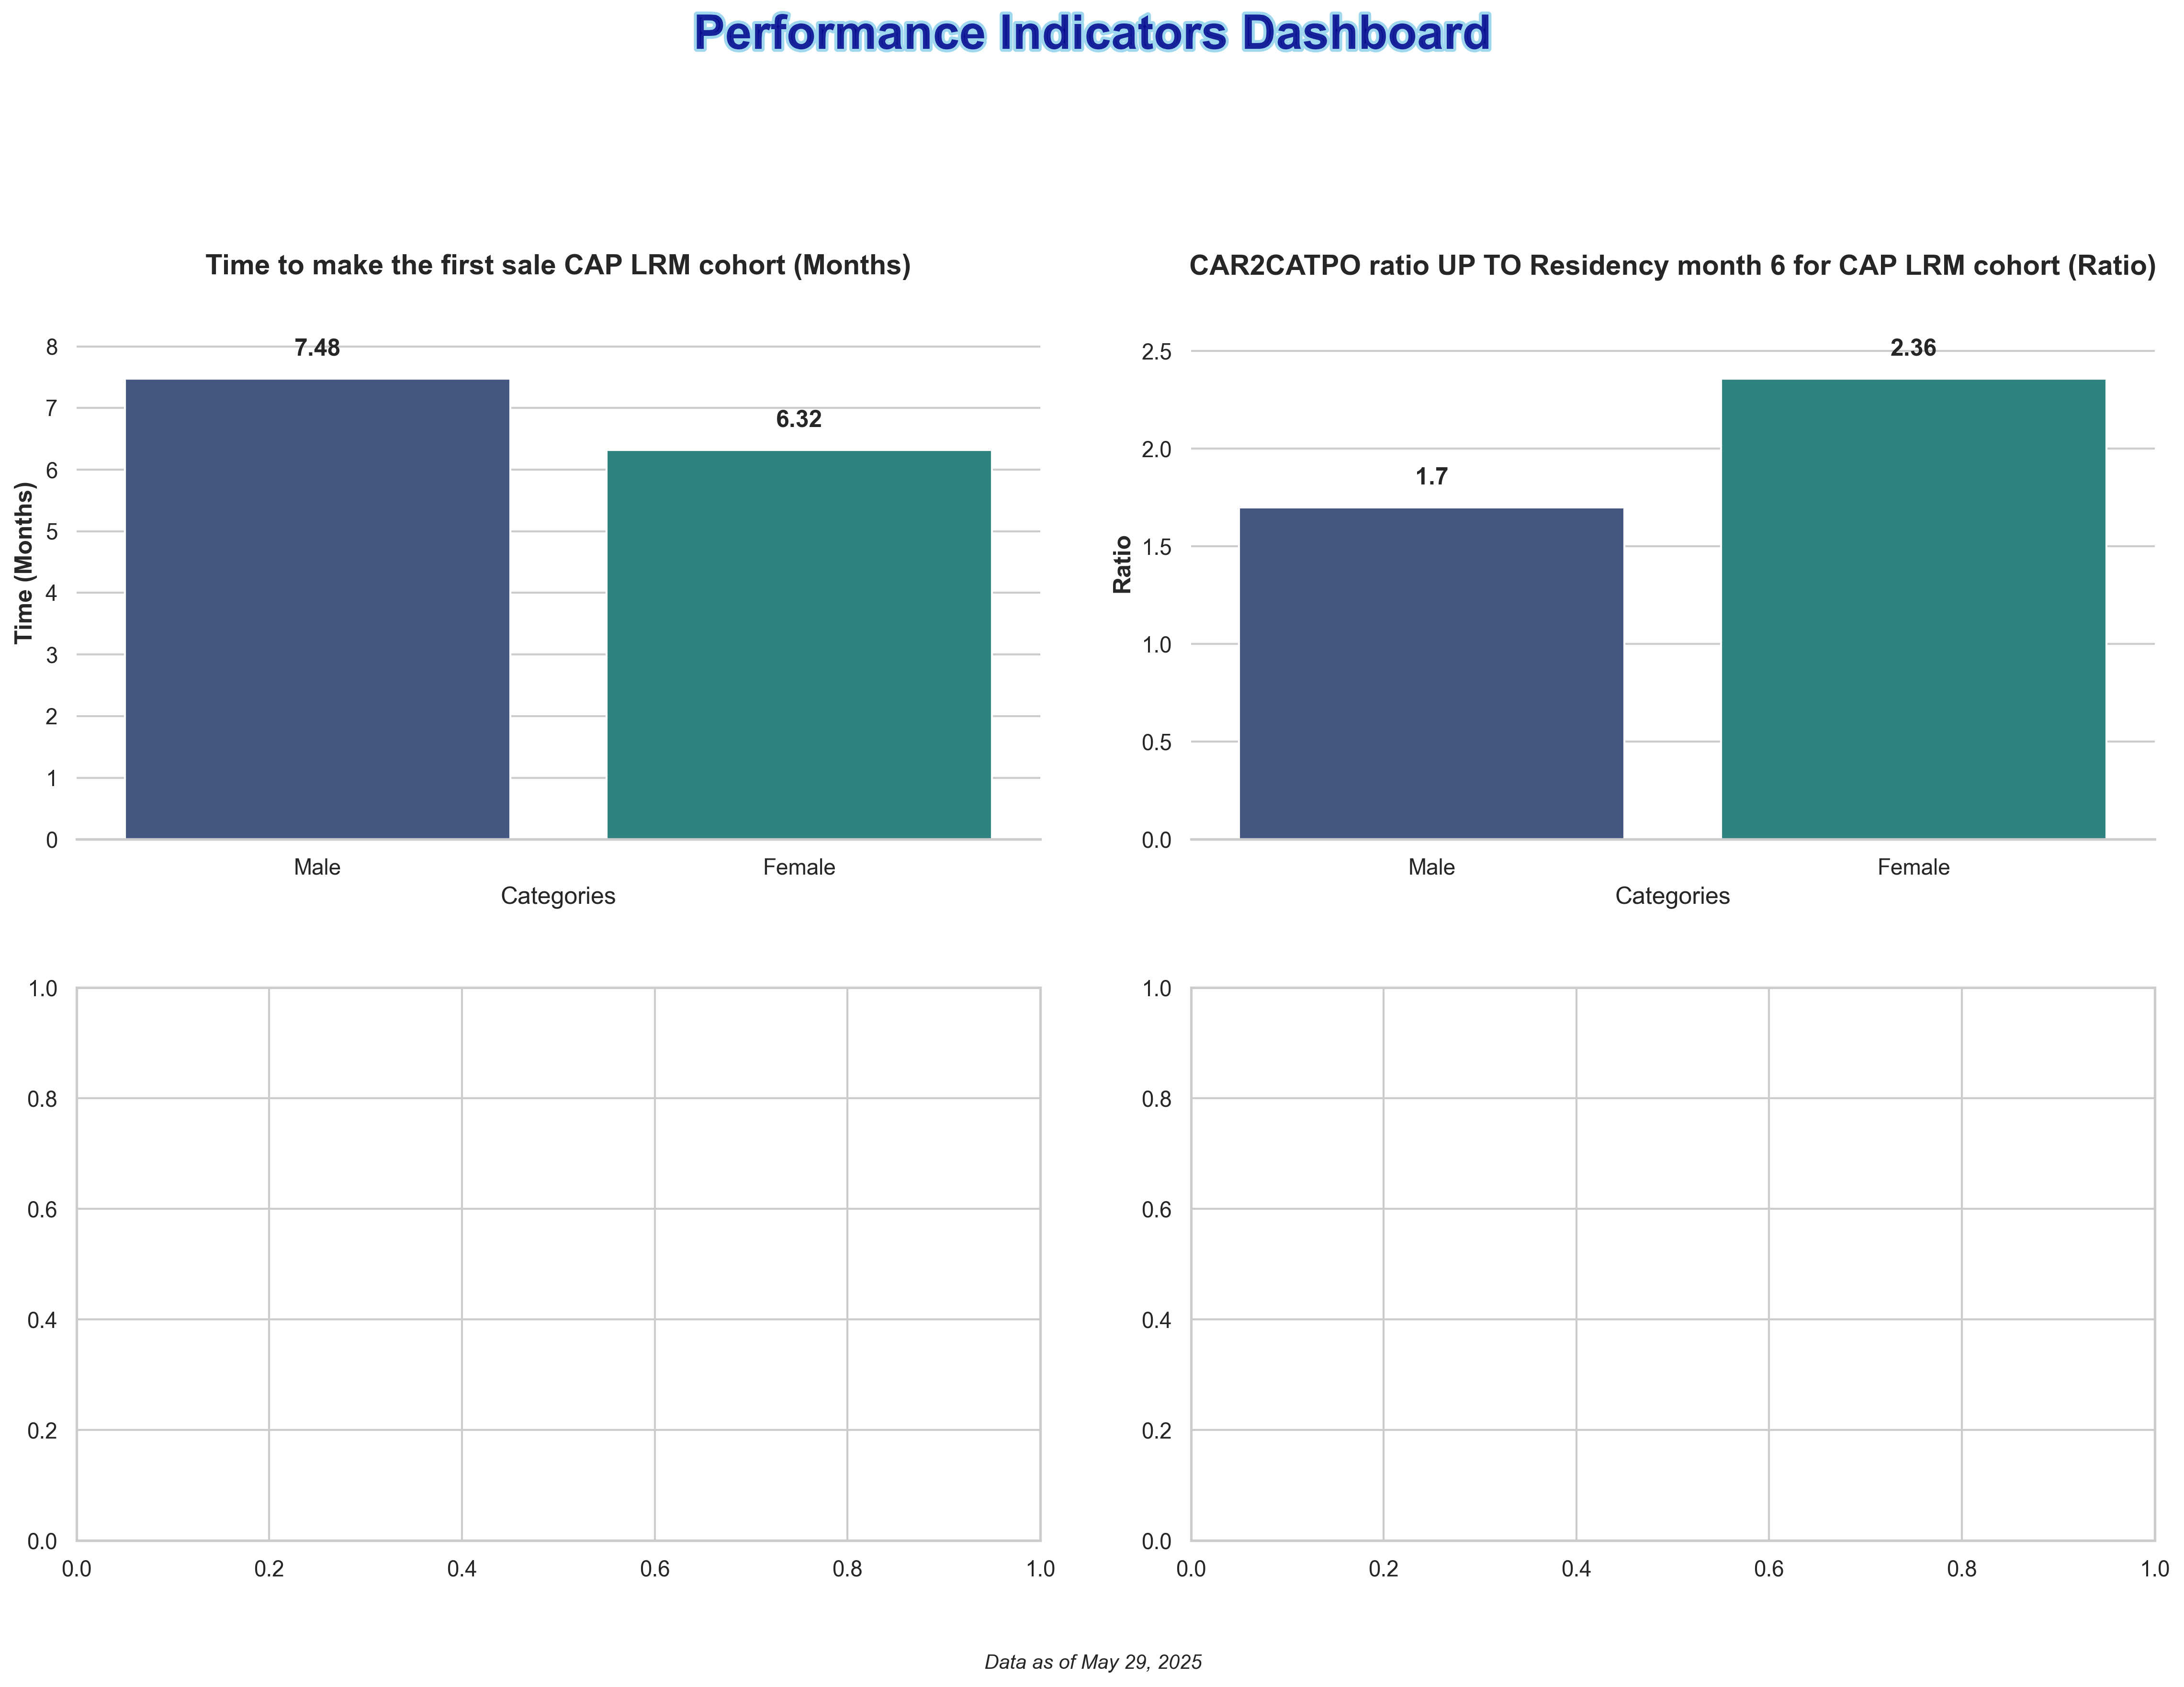 Performance Indicators Dashboard
Time to make the first sale CAP LRM cohort (Months)
8
7
6
5
4
3
2
1
0
Time (Months)
7.48
6.32
Male
Female
Categories
CAR2CATPO ratio UP TO Residency month 6 for CAP LRM cohort (Ratio)
2.5
2.0
1.5
1.0
0.5
0.0
Ratio
1.7
2.36
Male
Female
Categories
1.0
0.8
0.6
0.4
0.2
0.0
0.0 0.2 0.4 0.6 0.8 1.0
1.0
0.8
0.6
0.4
0.2
0.0
0.0 0.2 0.4 0.6 0.8 1.0
Data as of May 29, 2025